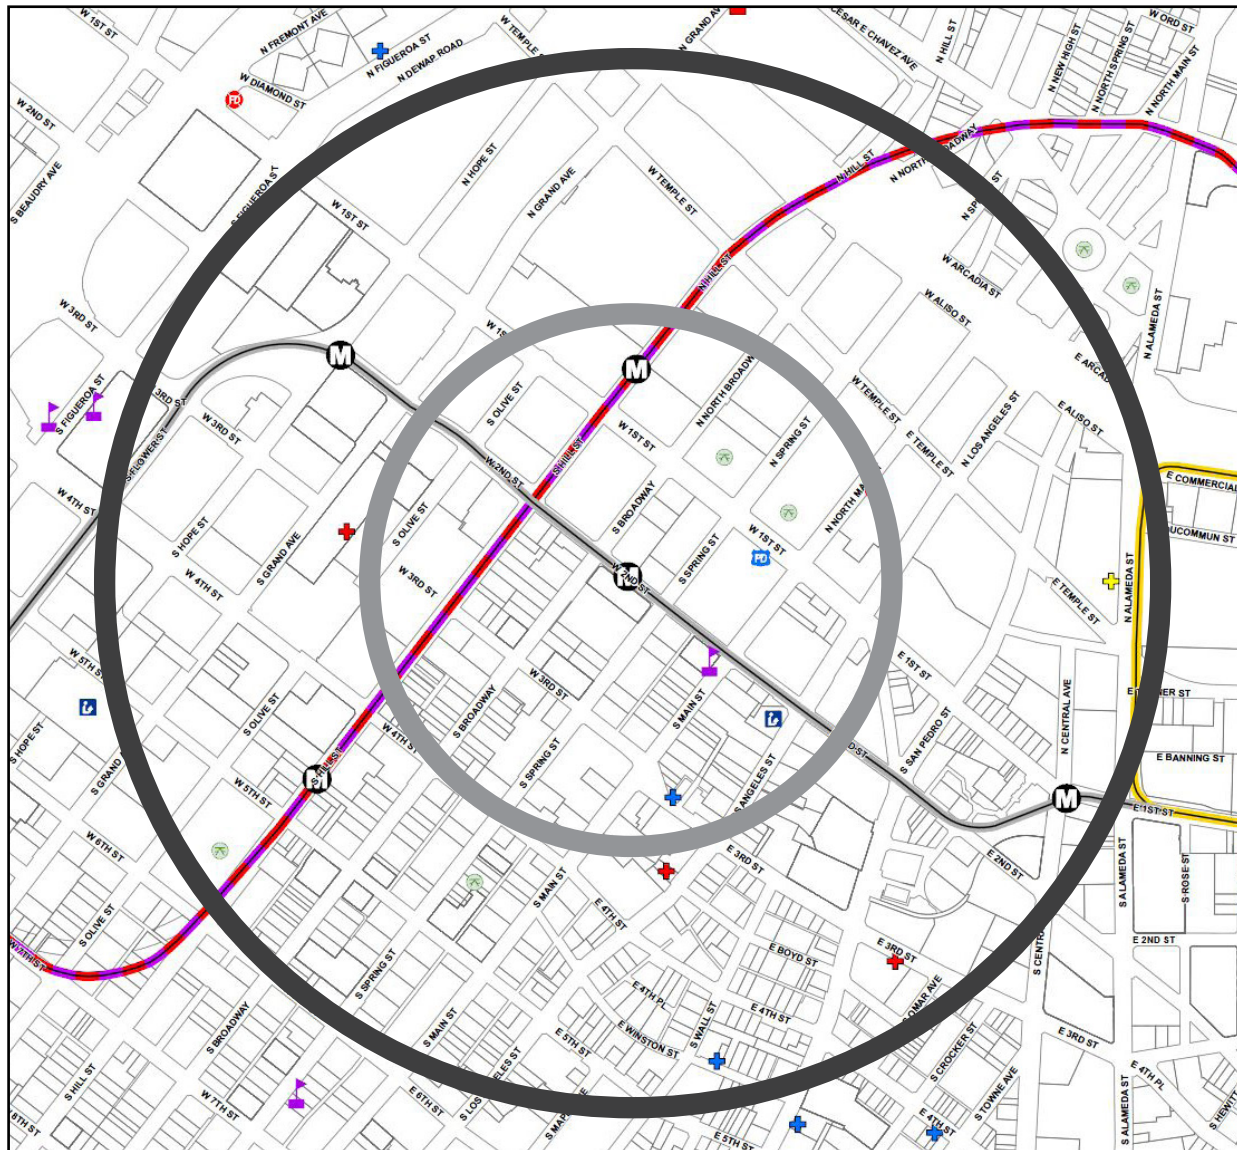 W 1ST ST
N FREMONT AVE
N FIGUEROA ST
N DEWAP ROAD
W TEMPLE
N GRAND AV
CESAR E CHAVEZ AVE
N HILL ST
W ORD ST
N NEW HIGH ST
N NORTH SPRING ST
N NORTH MAIN ST
W DIAMOND ST
FD
W 2ND ST
S BEAUDRY AVE
N HOPE ST
N GRAND AVE
W TEMPLE ST
N HILL ST
N NORTH BROADWAY
W 1ST ST
W ARCADIA ST
N HILL ST
W ALISO ST
N ALAMEDA ST
W 3RD ST
M
M
S FIGUEROA ST
3RD ST
W 3RD ST
S FLOWER ST
S OLIVE ST
W 2ND ST
S HILL ST
W 1ST ST
N NORTH BROADW
N SPRING ST
W TEMPLE ST
E TEMPLE ST
N LOS ANGELES ST
E ALISO ST
E COMMERCIAL
UCOMMUN ST
W 4TH ST
S HOPE ST
S GRAND AVE
S OLIVE ST
S BROADWAY
S SPRING ST
W 1ST ST
PD
W 4TH ST
W 3RD ST
M
W 2ND ST
E TEMPLE ST
N ALAMEDA ST
W 5TH ST
S HOPE ST
S OLIVE ST
W 4TH ST
S BROADWAY
W 3RD ST
S MAIN ST
E 1ST ST
S SAN PEDRO ST
N CENTRAL AVE
E BANNING ST
S GRAND
W 5TH ST
S HILL ST
M
S SPRING ST
M
E 1ST ST
W 6TH ST
S OLIVE ST
W 7TH ST
S MAIN ST
E 3RD ST
E 4TH ST
E 2ND ST
S ALAMEDA ST
S ROSE ST
S SPRING ST
E BOYD ST
E 3RD ST
E 2ND ST
S BROADWAY
S MAIN ST
E 4TH PL
E WINSTON ST
S WALL ST
E 4TH ST
S OMAR AVE
S CROCKER ST
E 3RD ST
S HILL ST
W 7TH ST
E 5TH ST
E 6TH ST
S TOWNE AVE
E 4TH PL
E 5TH ST
E 4TH ST
S ALAMEDA ST
S HEWITT